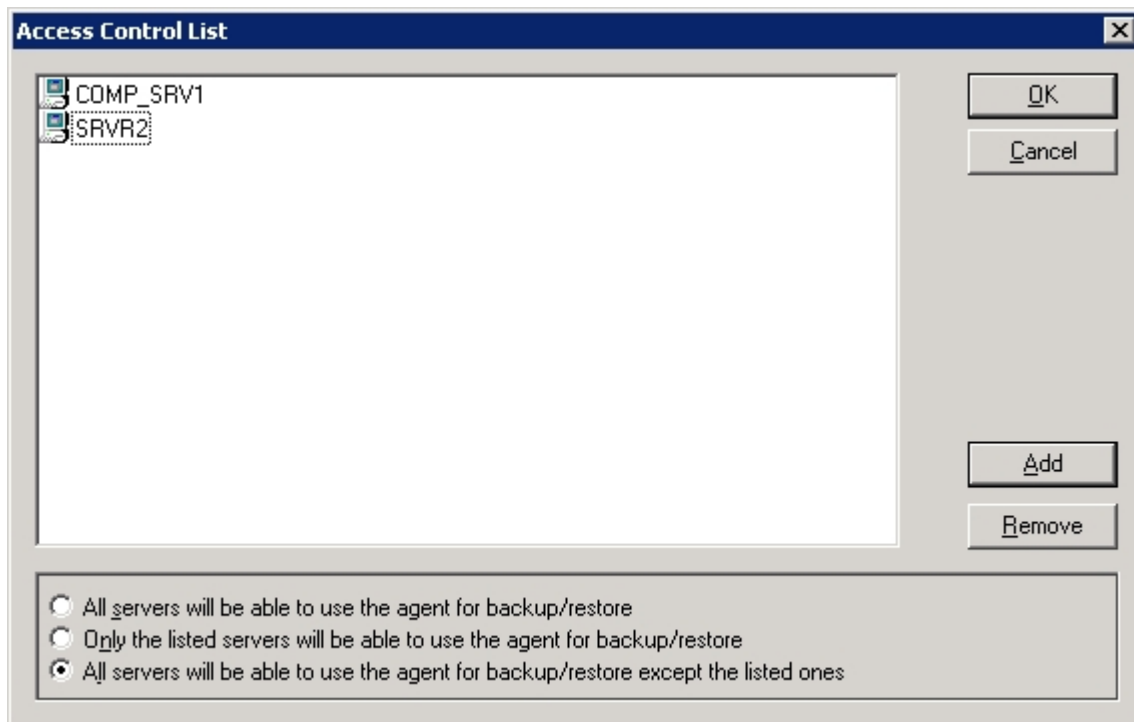 Access Control List
COMP_SRV1
SRVR2
OK
Cancel
Add
Remove
All servers will be able to use the agent for backup/restore
Only the listed servers will be able to use the agent for backup/restore
All servers will be able to use the agent for backup/restore except the listed ones